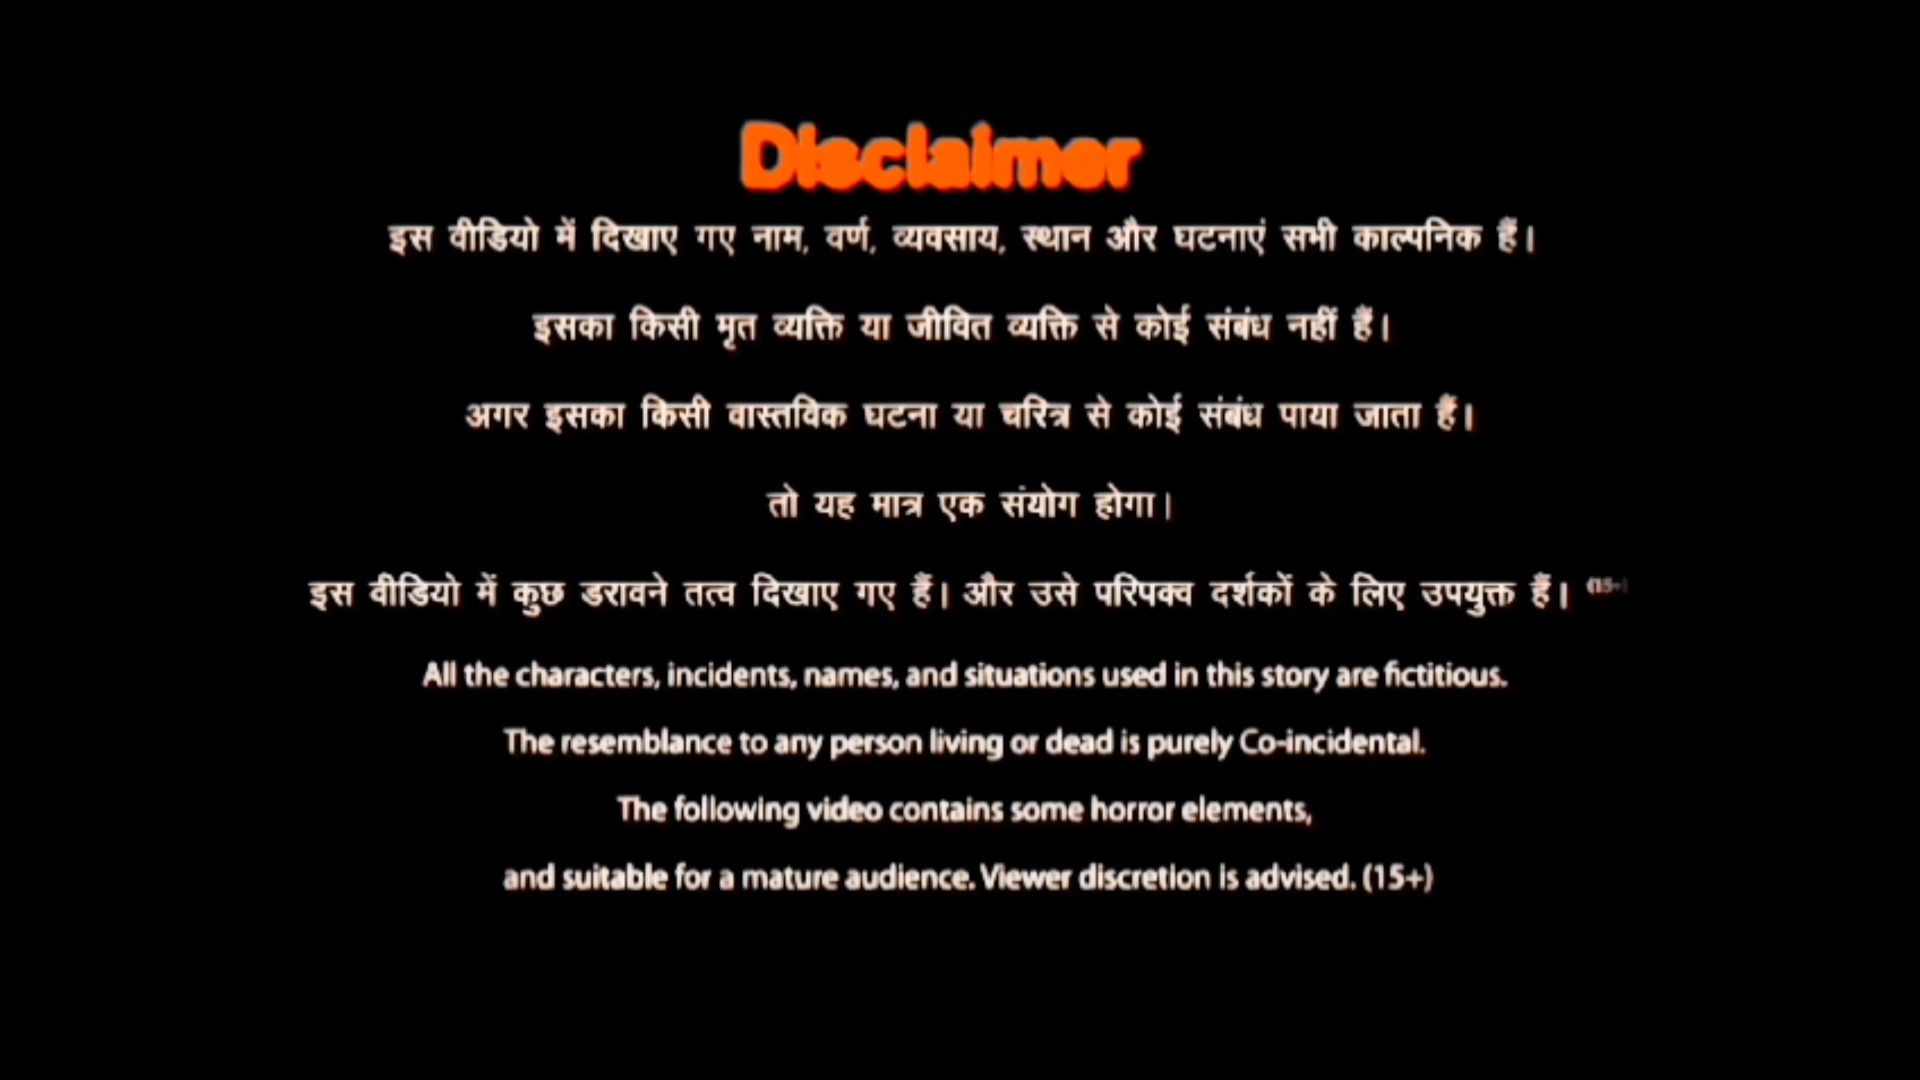 Disclaimer
इस वीडियो में दिखाए गए नाम, वर्ण, व्यवसाय, स्थान और घटनाएं सभी काल्पनिक हैं।
इसका किसी मृत व्यक्ति या जीवित व्यक्ति से कोई संबंध नहीं हैं।
अगर इसका किसी वास्तविक घटना या चरित्र से कोई संबंध पाया जाता हैं।
तो यह मात्र एक संयोग होगा।
इस वीडियो में कुछ डरावने तत्व दिखाए गए हैं। और उसे परिपक्व दर्शकों के लिए उपयुक्त हैं। (15+)
All the characters, incidents, names, and situations used in this story are fictitious.
The resemblance to any person living or dead is purely Co-incidental.
The following video contains some horror elements,
and suitable for a mature audience. Viewer discretion is advised. (15+)